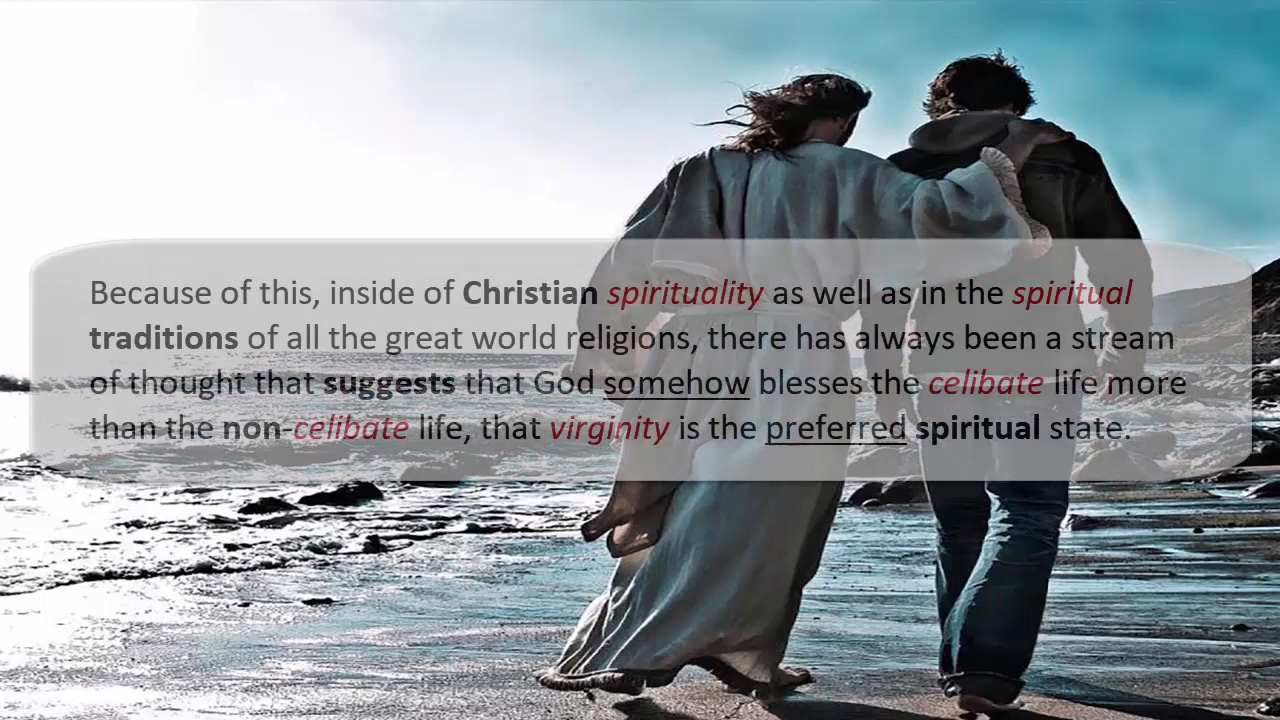 Because of this, inside of Christian spirituality as well as in the spiritual
traditions of all the great world religions, there has always been a stream
of thought that suggests that God somehow blesses the celibate life more
than the non-celibate life, that virginity is the preferred spiritual state.